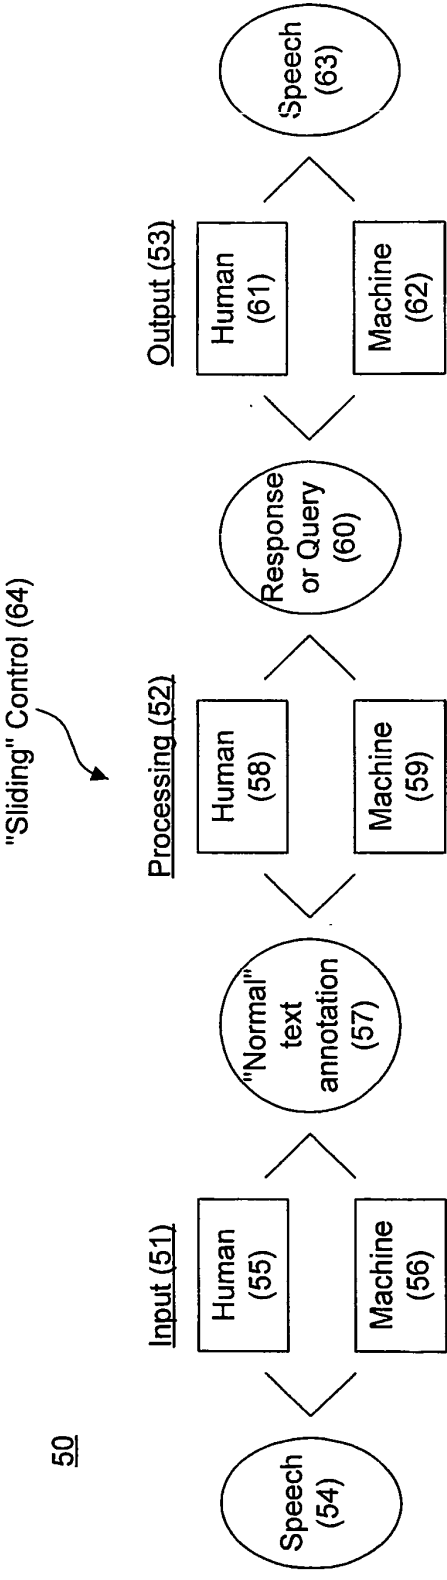 50
"Sliding" Control (64)
Input (51)
Processing (52)
Output (53)
Speech
(54)
Human
(55)
Machine
(56)
"Normal"
text
annotation
(57)
Human
(58)
Machine
(59)
Response
or Query
(60)
Human
(61)
Machine
(62)
Speech
(63)